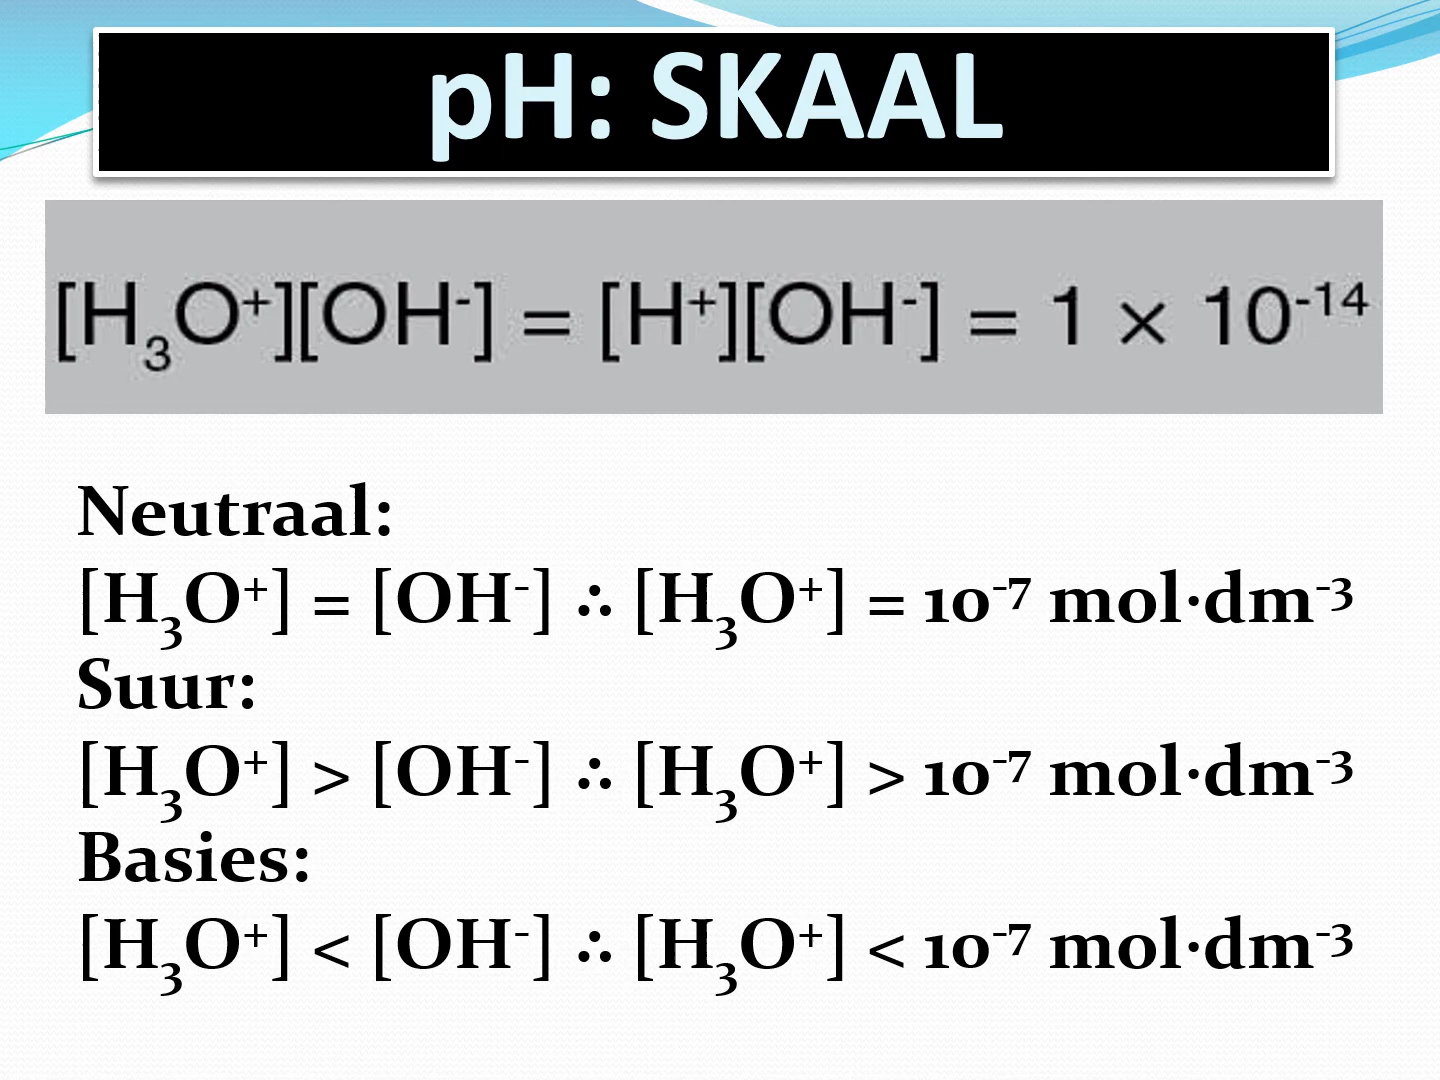 pH: SKAAL
[H₃O⁺][OH⁻] = [H⁺][OH⁻] = 1 × 10⁻¹⁴
Neutraal:
[H₃O⁺] = [OH⁻] ∴ [H₃O⁺] = 10⁻⁷ mol·dm⁻³
Suur:
[H₃O⁺] > [OH⁻] ∴ [H₃O⁺] > 10⁻⁷ mol·dm⁻³
Basies:
[H₃O⁺] < [OH⁻] ∴ [H₃O⁺] < 10⁻⁷ mol·dm⁻³